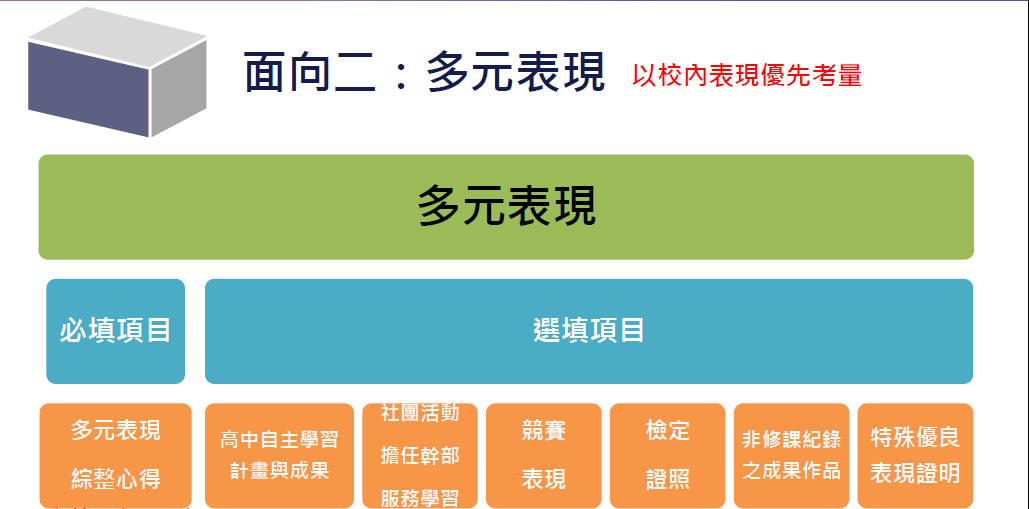 面向二：多元表現 以校內表現優先考量
多元表現
必填項目
選填項目
多元表現
綜整心得
高中自主學習
計畫與成果
社團活動
擔任幹部
服務學習
競賽
表現
檢定
證照
非修課紀錄
之成果作品
特殊優良
表現證明